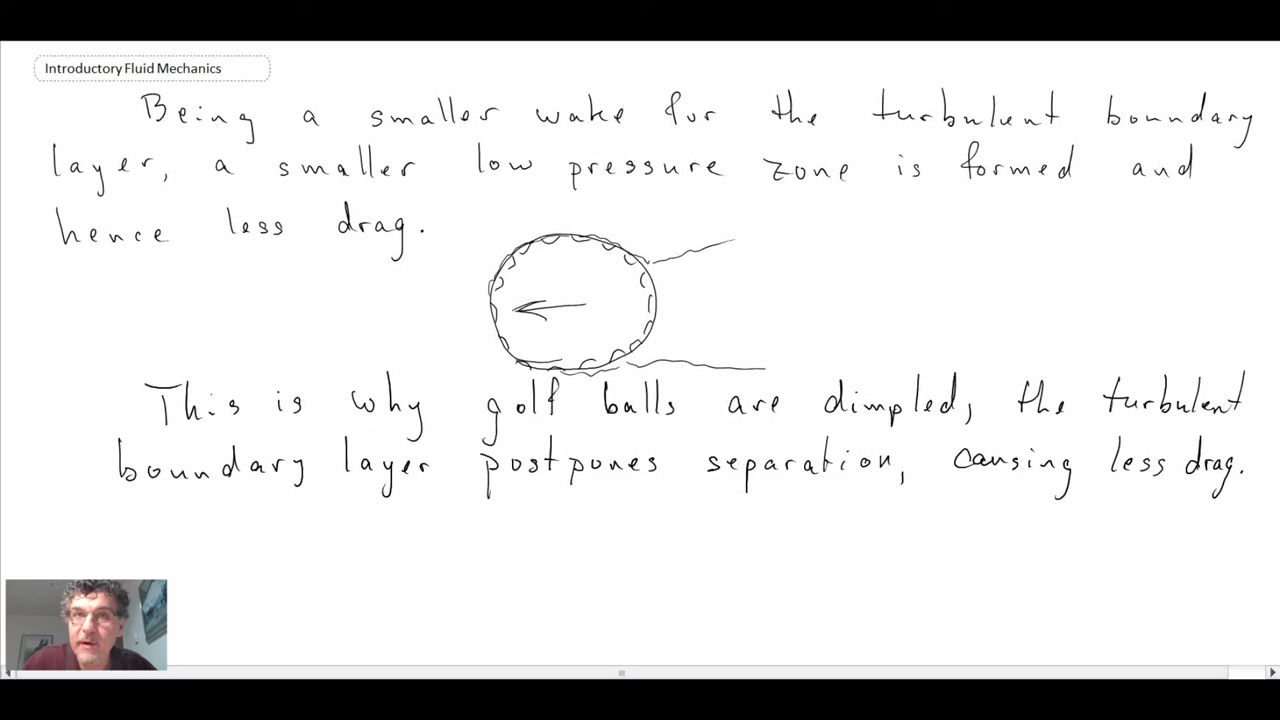 Introductory Fluid Mechanics
Being a smaller wake for the turbulent boundary
layer, a smaller low pressure zone is formed and
hence less drag.
This is why golf balls are dimpled, the turbulent
boundary layer postpones separation, causing less drag.